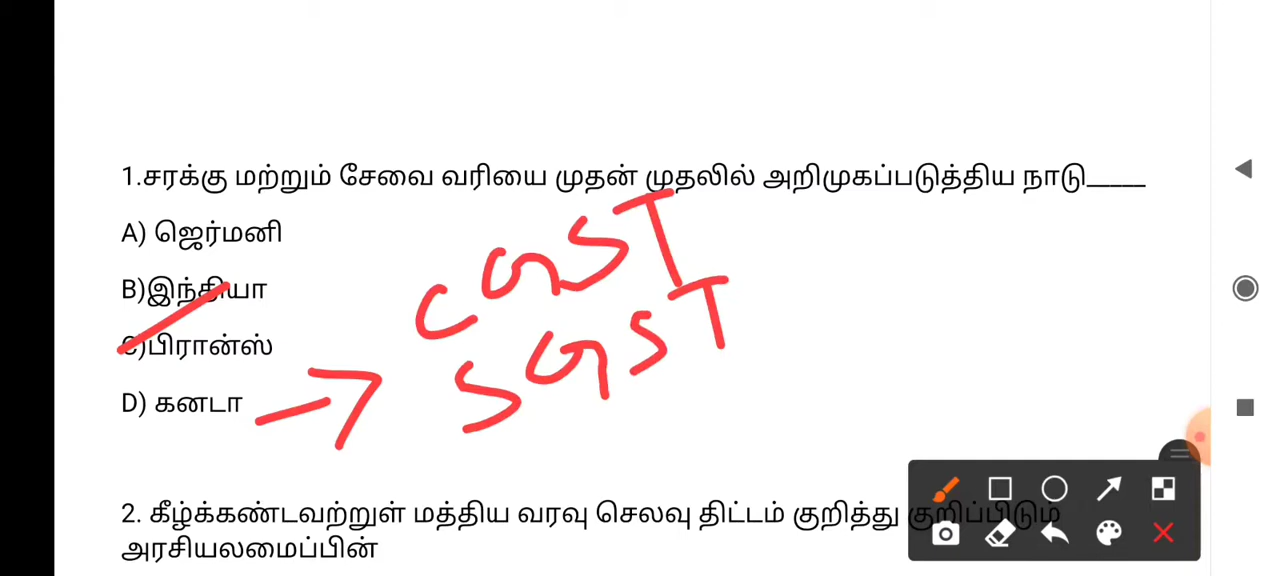 1.சரக்கு மற்றும் சேவை வரியை முதன் முதலில் அறிமுகப்படுத்திய நாடு_____
A) ஜெர்மனி
CGST
B)இந்தியா
C)பிரான்ஸ்
SGST
D) கனடா
2. கீழ்க்கண்டவற்றுள் மத்திய வரவு செலவு திட்டம் குறித்து குறிப்பிடும்
அரசியலமைப்பின்